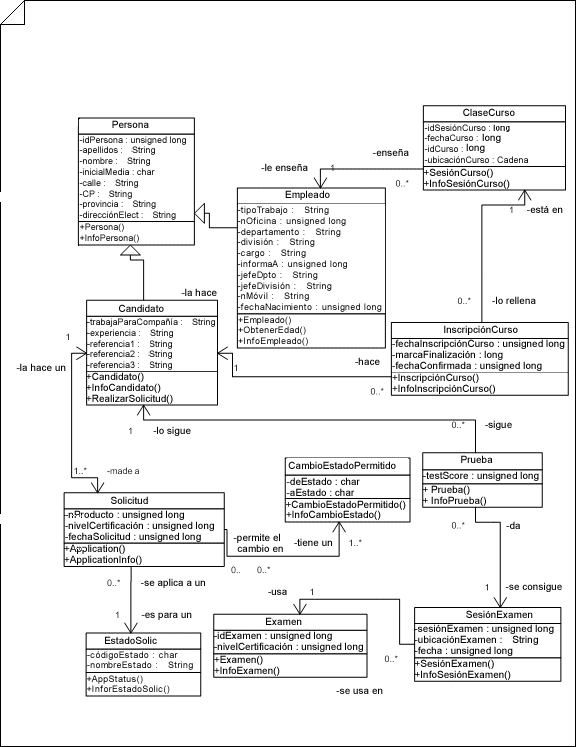 Persona
-idPersona : unsigned long
-apellidos : String
-nombre : String
-inicialMedia : char
-calle : String
-CP : String
-provincia : String
-direcciónElect : String
+Persona()
+InfoPersona()
ClaseCurso
-idSesiónCurso : long
-fechaCurso : long
-idCurso : long
-ubicaciónCurso : Cadena
+SesiónCurso()
+InfoSesiónCurso()
-enseña
-le enseña
1
0..*
Empleado
-tipoTrabajo : String
-nOficina : unsigned long
-departamento : String
-división : String
-cargo : String
-informaA : unsigned long
-jefeDpto : String
-jefeDivisión : String
-nMóvil : String
-fechaNacimiento : unsigned long
+Empleado()
+ObtenerEdad()
+InfoEmpleado()
1
-está en
0..*
-lo rellena
Candidato
-trabajaParaCompañía : String
-experiencia : String
-referencia1 : String
-referencia2 : String
-referencia3 : String
+Candidato()
+InfoCandidato()
+RealizarSolicitud()
-la hace
1
-la hace un
InscripciónCurso
-fechaInscripciónCurso : unsigned long
-marcaFinalización : long
-fechaConfirmada : unsigned long
+InscripciónCurso()
+InfoInscripciónCurso()
-hace
1
0..*
1
-lo sigue
0..*
-sigue
1..*
-made a
CambioEstadoPermitido
-deEstado : char
-aEstado : char
+CambioEstadoPermitido()
+InfoCambioEstado()
Prueba
-testScore : unsigned long
+ Prueba()
+ InfoPrueba()
Solicitud
-nProducto : unsigned long
-nivelCertificación : unsigned long
-fechaSolicitud : unsigned long
+Application()
+ApplicationInfo()
-permite el
cambio en
-tiene un
1..*
0..
0..*
0..*
-da
0..*
-se aplica a un
1
-es para un
-usa
1
1
-se consigue
EstadoSolic
-códigoEstado : char
-nombreEstado : String
+AppStatus()
+InforEstadoSolic()
Examen
-idExamen : unsigned long
-nivelCertificación : unsigned long
+Examen()
+InfoExamen()
SesiónExamen
-sesiónExamen : unsigned long
-ubicaciónExamen : String
-fecha : unsigned long
+SesiónExamen()
+InfoSesiónExamen()
0..*
-se usa en